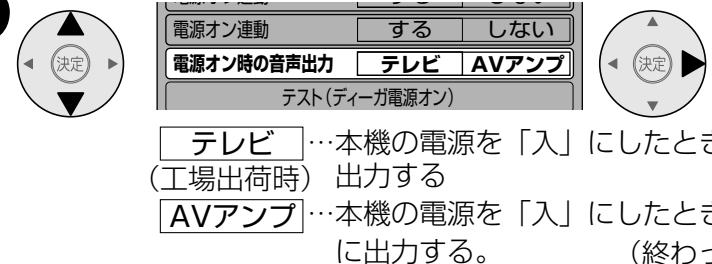 電源オン連動 する しない
決定 電源オン時の音声出力 テレビ AVアンプ 決定
テスト(ディーガ電源オン)
テレビ …本機の電源を「入」にしたとき
(工場出荷時) 出力する
AVアンプ …本機の電源を「入」にしたとき
に出力する。 (終わっ